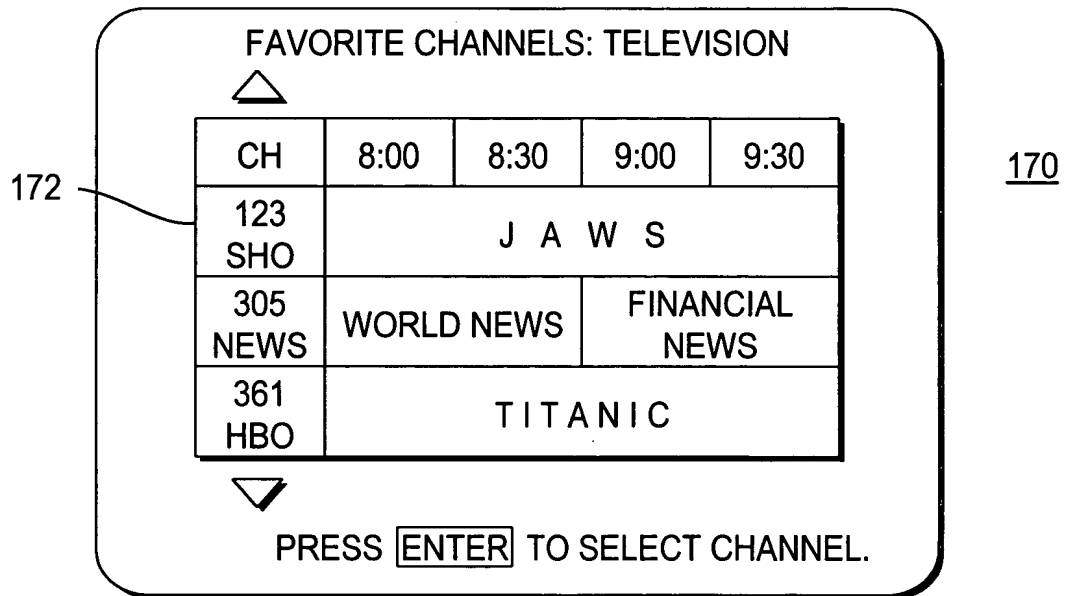 FAVORITE CHANNELS: TELEVISION
CH 8:00 8:30 9:00 9:30
170
172
123
SHO
J A W S
305
NEWS
WORLD NEWS
FINANCIAL
NEWS
361
HBO
T I T A N I C
PRESS ENTER TO SELECT CHANNEL.